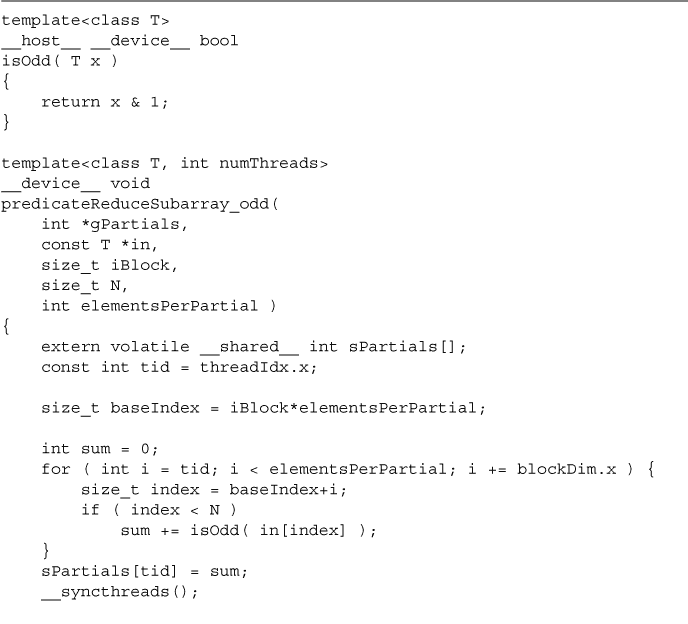 template<class T>
__host__ __device__ bool
isOdd( T x )
{
    return x & 1;
}

template<class T, int numThreads>
__device__ void
predicateReduceSubarray_odd(
    int *gPartials,
    const T *in,
    size_t iBlock,
    size_t N,
    int elementsPerPartial )
{
    extern volatile __shared__ int sPartials[];
    const int tid = threadIdx.x;

    size_t baseIndex = iBlock*elementsPerPartial;

    int sum = 0;
    for ( int i = tid; i < elementsPerPartial; i += blockDim.x ) {
        size_t index = baseIndex+i;
        if ( index < N )
            sum += isOdd( in[index] );
    }
    sPartials[tid] = sum;
    __syncthreads();